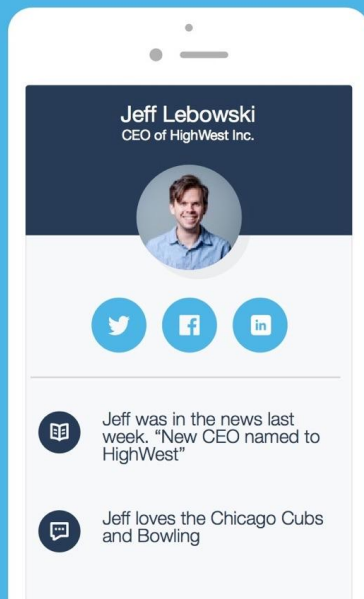 Jeff Lebowski
CEO of HighWest Inc.
in
Jeff was in the news last
week. “New CEO named to
HighWest”
Jeff loves the Chicago Cubs
and Bowling